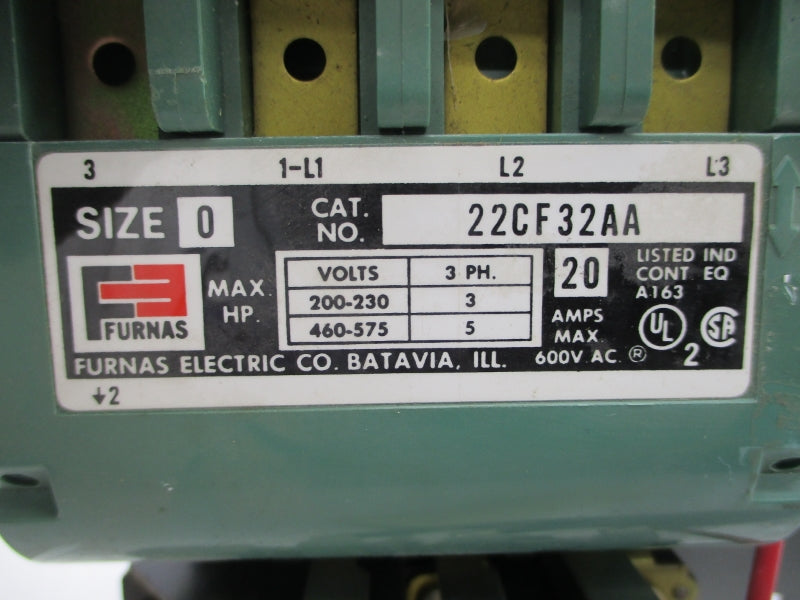 3 1-L1 L2 L3
SIZE 0 CAT. NO. 22CF32AA
FURNAS
MAX. HP.
VOLTS 3 PH.
200-230 3
460-575 5
20
AMPS
MAX.
600V AC.
LISTED IND
CONT EQ
A163
UL ® 2 SA
FURNAS ELECTRIC CO. BATAVIA, ILL.
⏚2